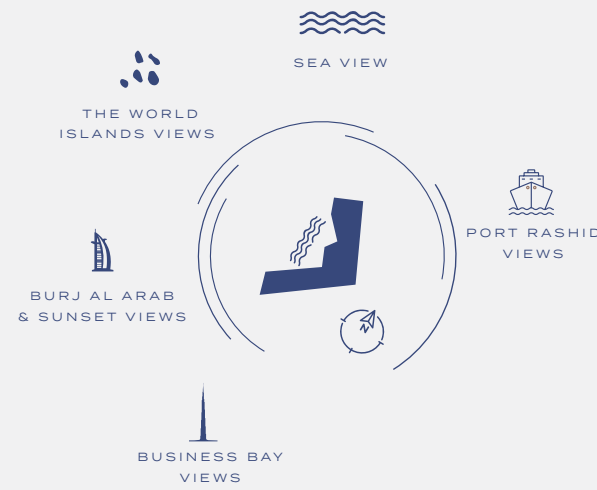 SEA VIEW
THE WORLD
ISLANDS VIEWS
PORT RASHID
VIEWS
BURJ AL ARAB
& SUNSET VIEWS
N
BUSINESS BAY
VIEWS